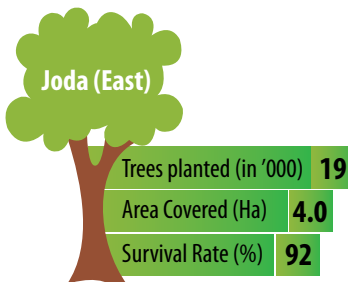 Joda (East)
Trees planted (in ’000) 19
Area Covered (Ha) 4.0
Survival Rate (%) 92